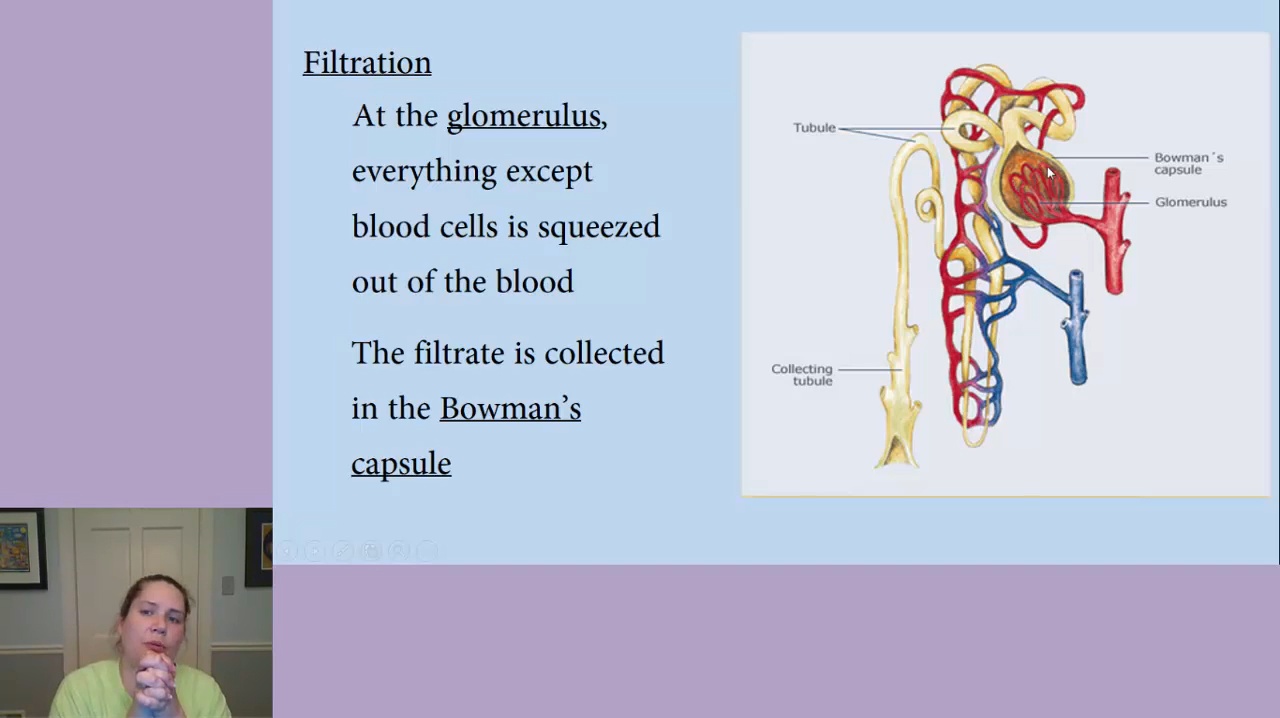 Filtration
At the glomerulus,
everything except
blood cells is squeezed
out of the blood
The filtrate is collected
in the Bowman's
capsule
Tubule
Bowman´s
capsule
Glomerulus
Collecting
tubule